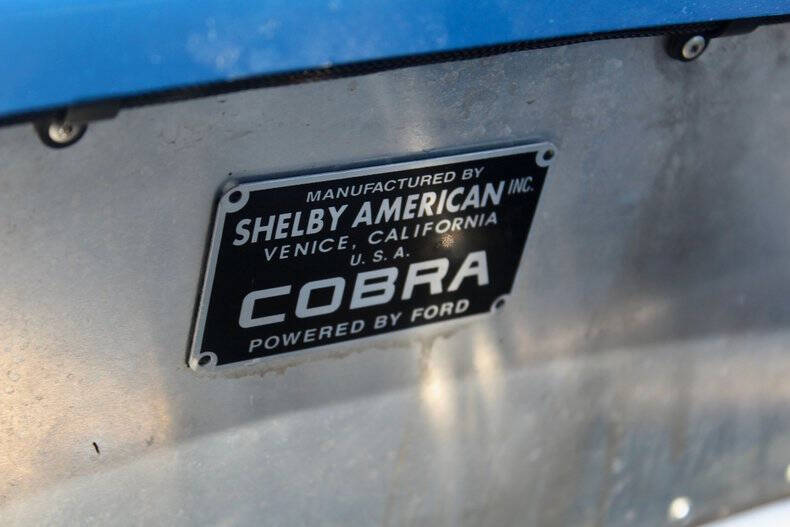 MANUFACTURED BY
SHELBY AMERICAN INC.
VENICE, CALIFORNIA
U. S. A.
COBRA
POWERED BY FORD